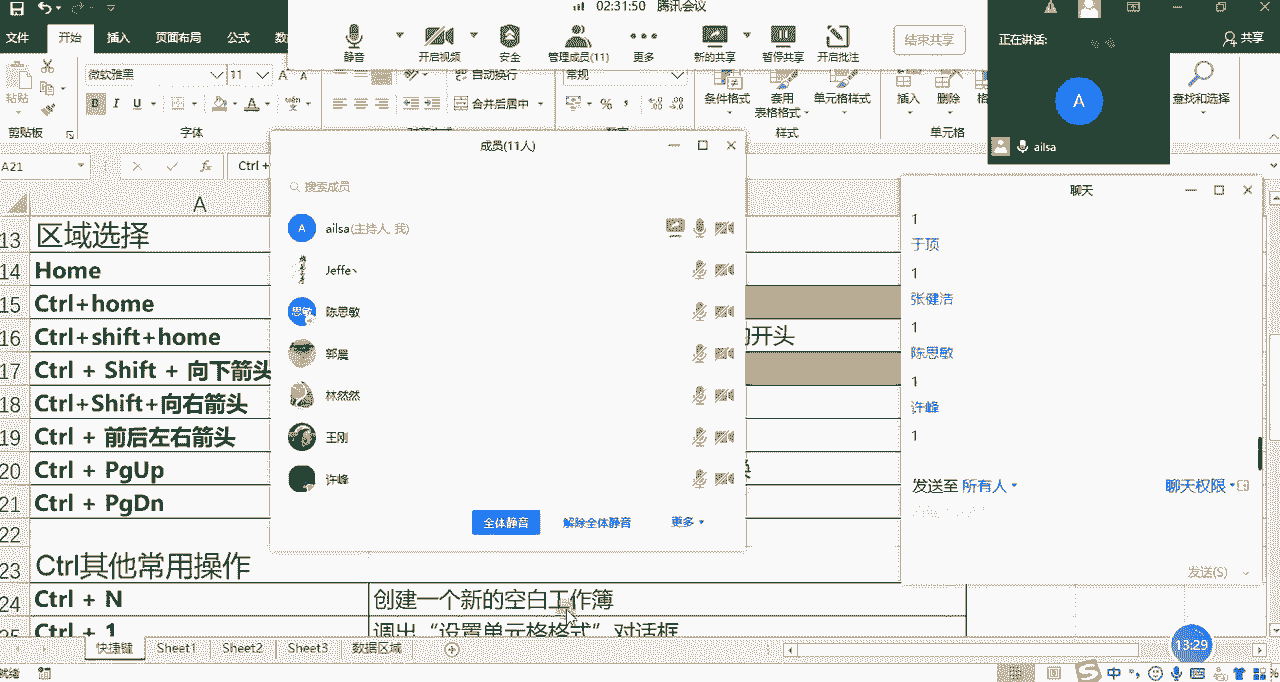 02:31:50 腾讯会议
文件 开始 插入 页面布局 公式 数
静音 开启视频 安全 管理成员(11) 更多 新的共享 暂停共享 开启批注 结束共享
正在讲话:
共享
A
ailsa
微软雅黑 11 A A 自动换行 常规
粘贴 B I U A 合并后居中 % 条件格式 套用 单元格样式 插入 删除 格 查找和选择
表格格式
剪贴板 字体 样式 单元格
A21 fx Ctrl +
成员(11人)
搜索成员
A ailsa(主持人, 我)
Jeffe丶
思敏 陈思敏
郭晨
林然然
王刚
许峰
全体静音 解除全体静音 更多
聊天
1
于顶
1
张健浩
1
陈思敏
1
许峰
1
发送至 所有人 聊天权限
发送(S)
A
13 区域选择
14 Home
15 Ctrl+home
16 Ctrl+shift+home 的开头
17 Ctrl + Shift + 向下箭头
18 Ctrl+Shift+向右箭头
19 Ctrl + 前后左右箭头
20 Ctrl + PgUp 换
21 Ctrl + PgDn
22
23 Ctrl其他常用操作
24 Ctrl + N 创建一个新的空白工作簿
25 Ctrl + 1 调出“设置单元格格式”对话框
快捷键 Sheet1 Sheet2 Sheet3 数据区域
13:29
就绪 中